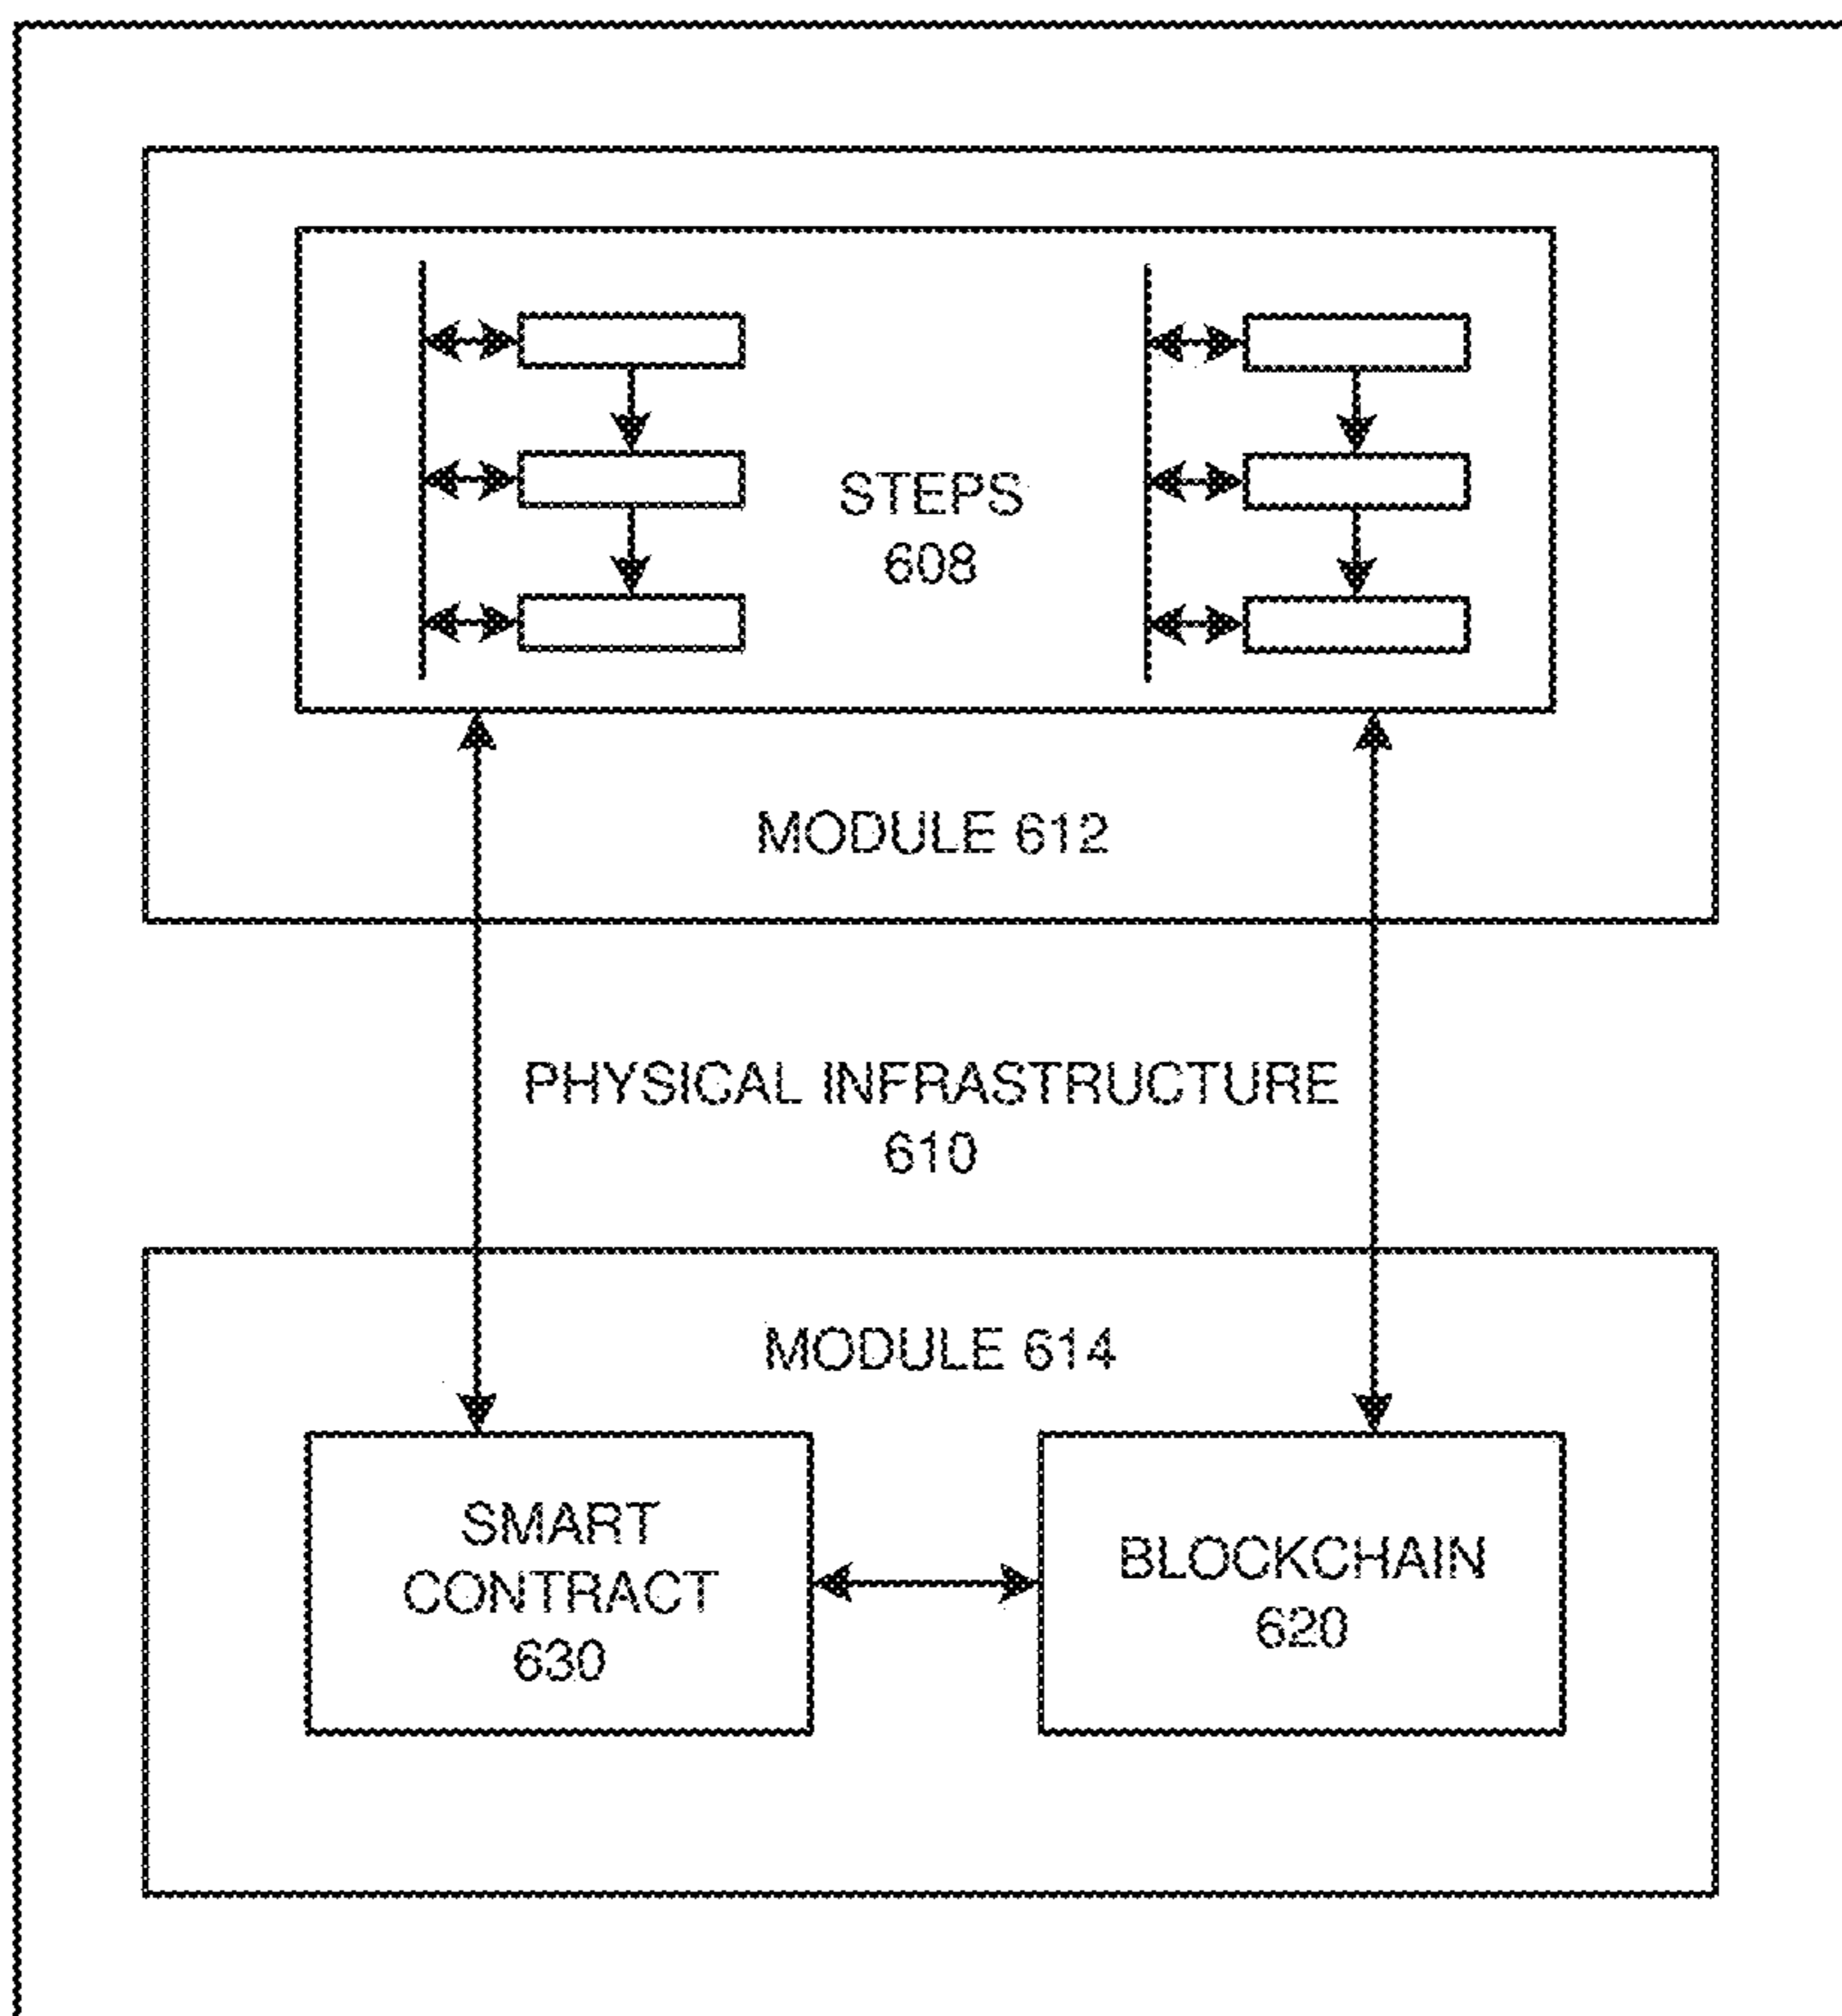 STEPS
608
MODULE 612
PHYSICAL INFRASTRUCTURE
610
MODULE 614
SMART
CONTRACT
630
BLOCKCHAIN
620